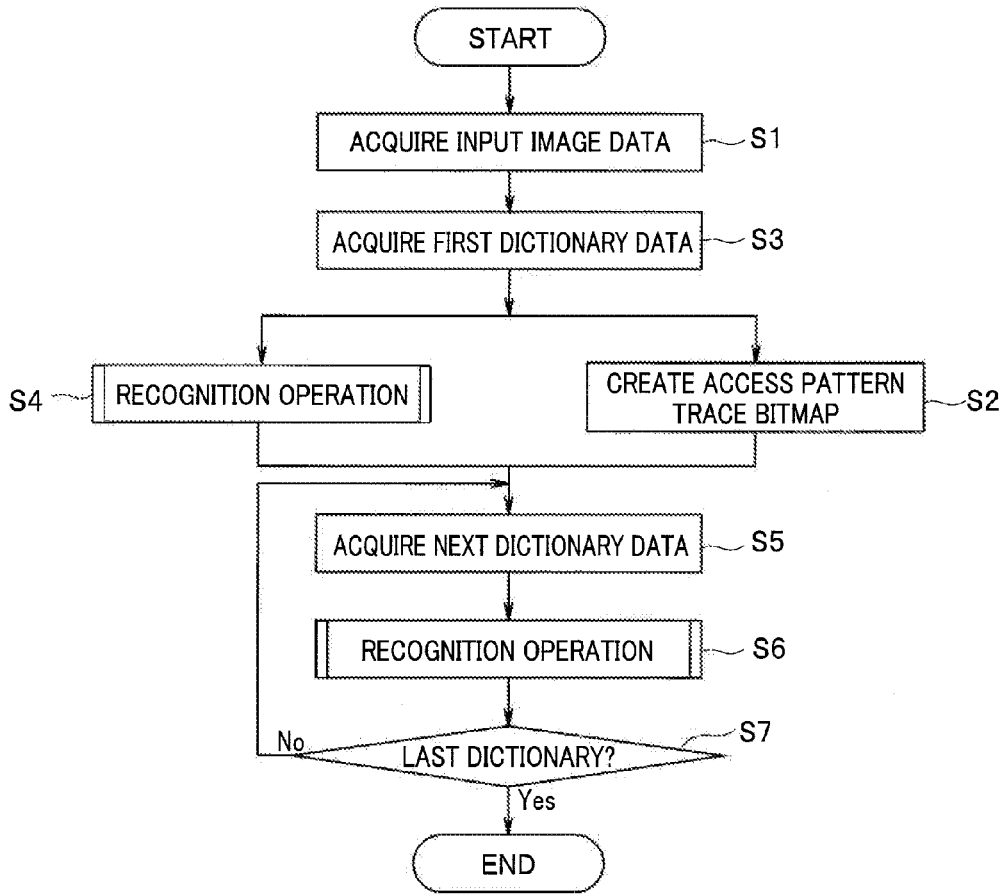 START
ACQUIRE INPUT IMAGE DATA
S1
ACQUIRE FIRST DICTIONARY DATA
S3
S4
RECOGNITION OPERATION
CREATE ACCESS PATTERN
TRACE BITMAP
S2
ACQUIRE NEXT DICTIONARY DATA
S5
RECOGNITION OPERATION
S6
S7
No
LAST DICTIONARY?
Yes
END